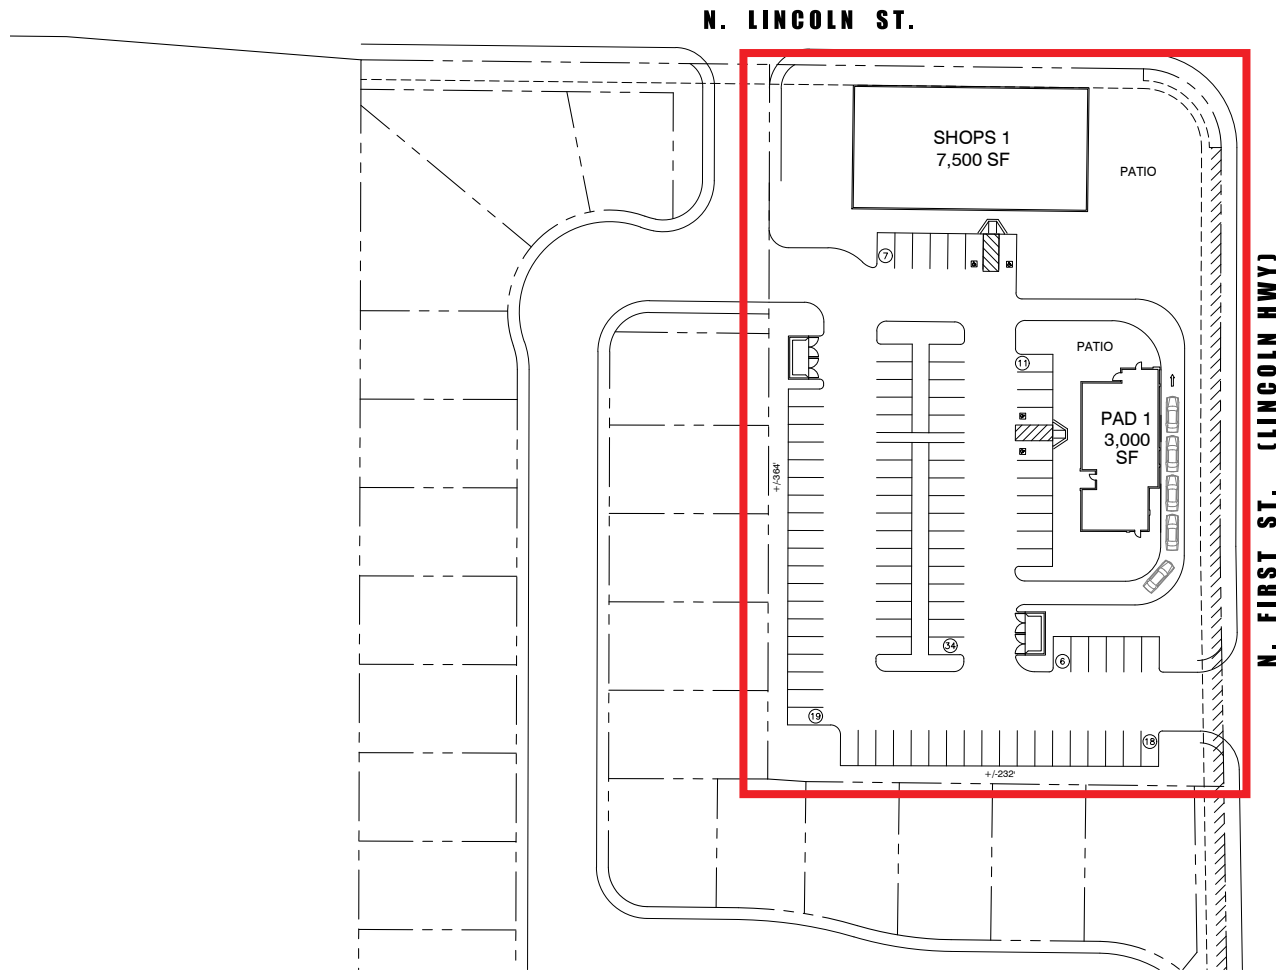 N. LINCOLN ST.
SHOPS 1
7,500 SF
PATIO
7
N. FIRST ST. (LINCOLN HWY)
PATIO
11
PAD 1
3,000
SF
+/-364'
34
6
19
18
+/-232'